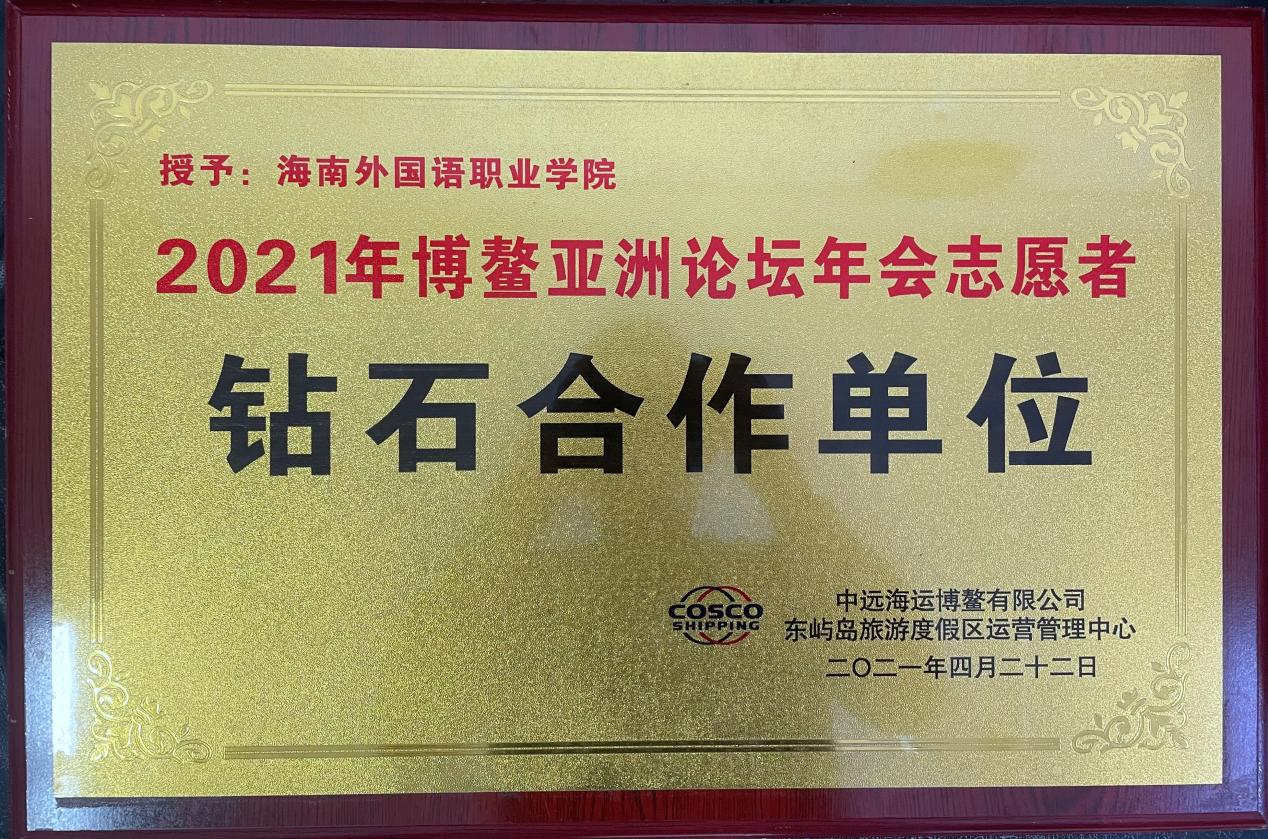 授予：海南外国语职业学院
2021年博鳌亚洲论坛年会志愿者
钻石合作单位
COSCO
SHIPPING
中远海运博鳌有限公司
东屿岛旅游度假区运营管理中心
二〇二一年四月二十二日